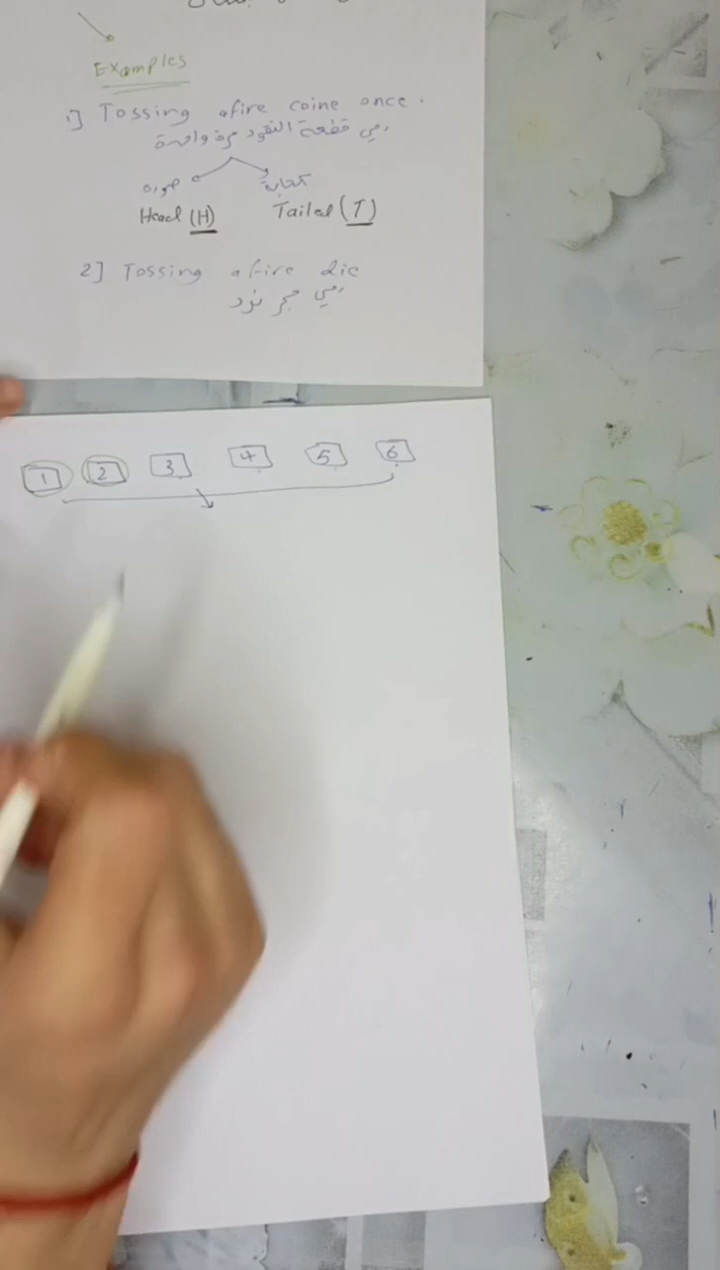 Examples
1] Tossing a fire coine once.
رمي قطعة النقود مرة واحدة
صورة كتابة
Head (H) Tailed (T)
2] Tossing a fire die
رمي حجر نرد
1 2 3 4 5 6